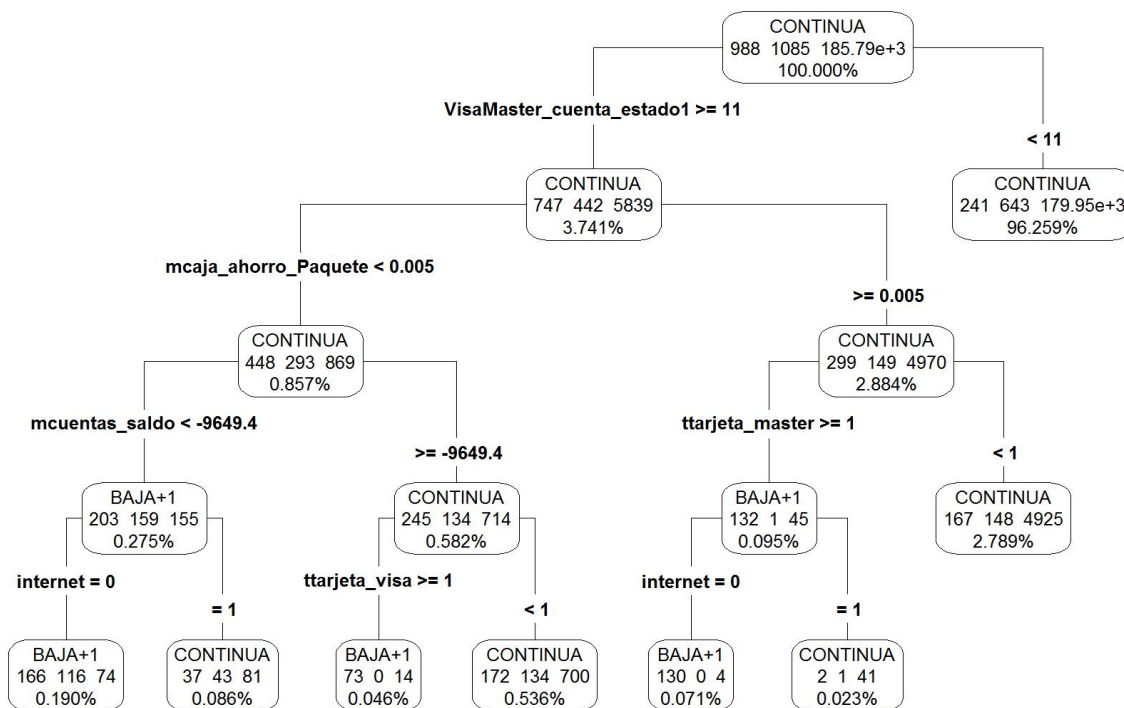 CONTINUA
988 1085 185.79e+3
100.000%
VisaMaster_cuenta_estado1 >= 11
< 11
CONTINUA
747 442 5839
3.741%
CONTINUA
241 643 179.95e+3
96.259%
mcaja_ahorro_Paquete < 0.005
>= 0.005
CONTINUA
448 293 869
0.857%
CONTINUA
299 149 4970
2.884%
mcuentas_saldo < -9649.4
>= -9649.4
ttarjeta_master >= 1
< 1
BAJA+1
203 159 155
0.275%
CONTINUA
245 134 714
0.582%
BAJA+1
132 1 45
0.095%
CONTINUA
167 148 4925
2.789%
internet = 0
= 1
ttarjeta_visa >= 1
< 1
internet = 0
= 1
BAJA+1
166 116 74
0.190%
CONTINUA
37 43 81
0.086%
BAJA+1
73 0 14
0.046%
CONTINUA
172 134 700
0.536%
BAJA+1
130 0 4
0.071%
CONTINUA
2 1 41
0.023%